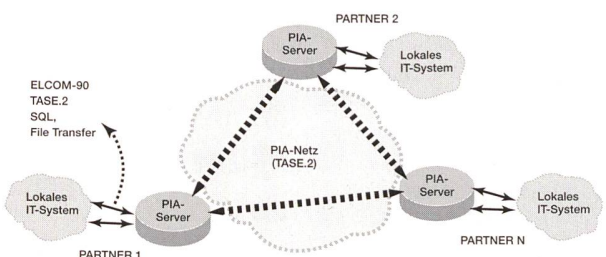 PARTNER 2
PIA-
Server
Lokales
IT-System
ELCOM-90
TASE.2
SQL,
File Transfer
PIA-Netz
(TASE.2)
Lokales
IT-System
PIA-
Server
PARTNER 1
PIA-
Server
Lokales
IT-System
PARTNER N